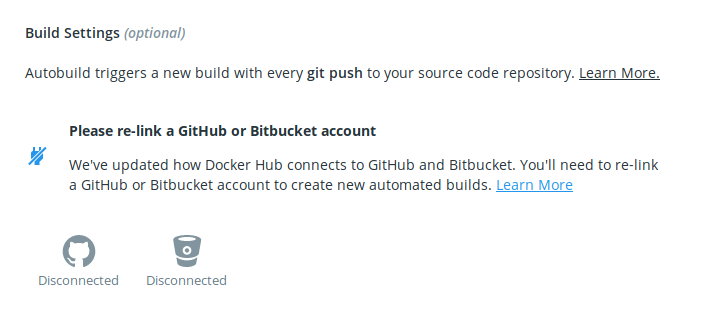 Build Settings (optional)
Autobuild triggers a new build with every git push to your source code repository. Learn More.
Please re-link a GitHub or Bitbucket account
We've updated how Docker Hub connects to GitHub and Bitbucket. You'll need to re-link
a GitHub or Bitbucket account to create new automated builds. Learn More
Disconnected Disconnected